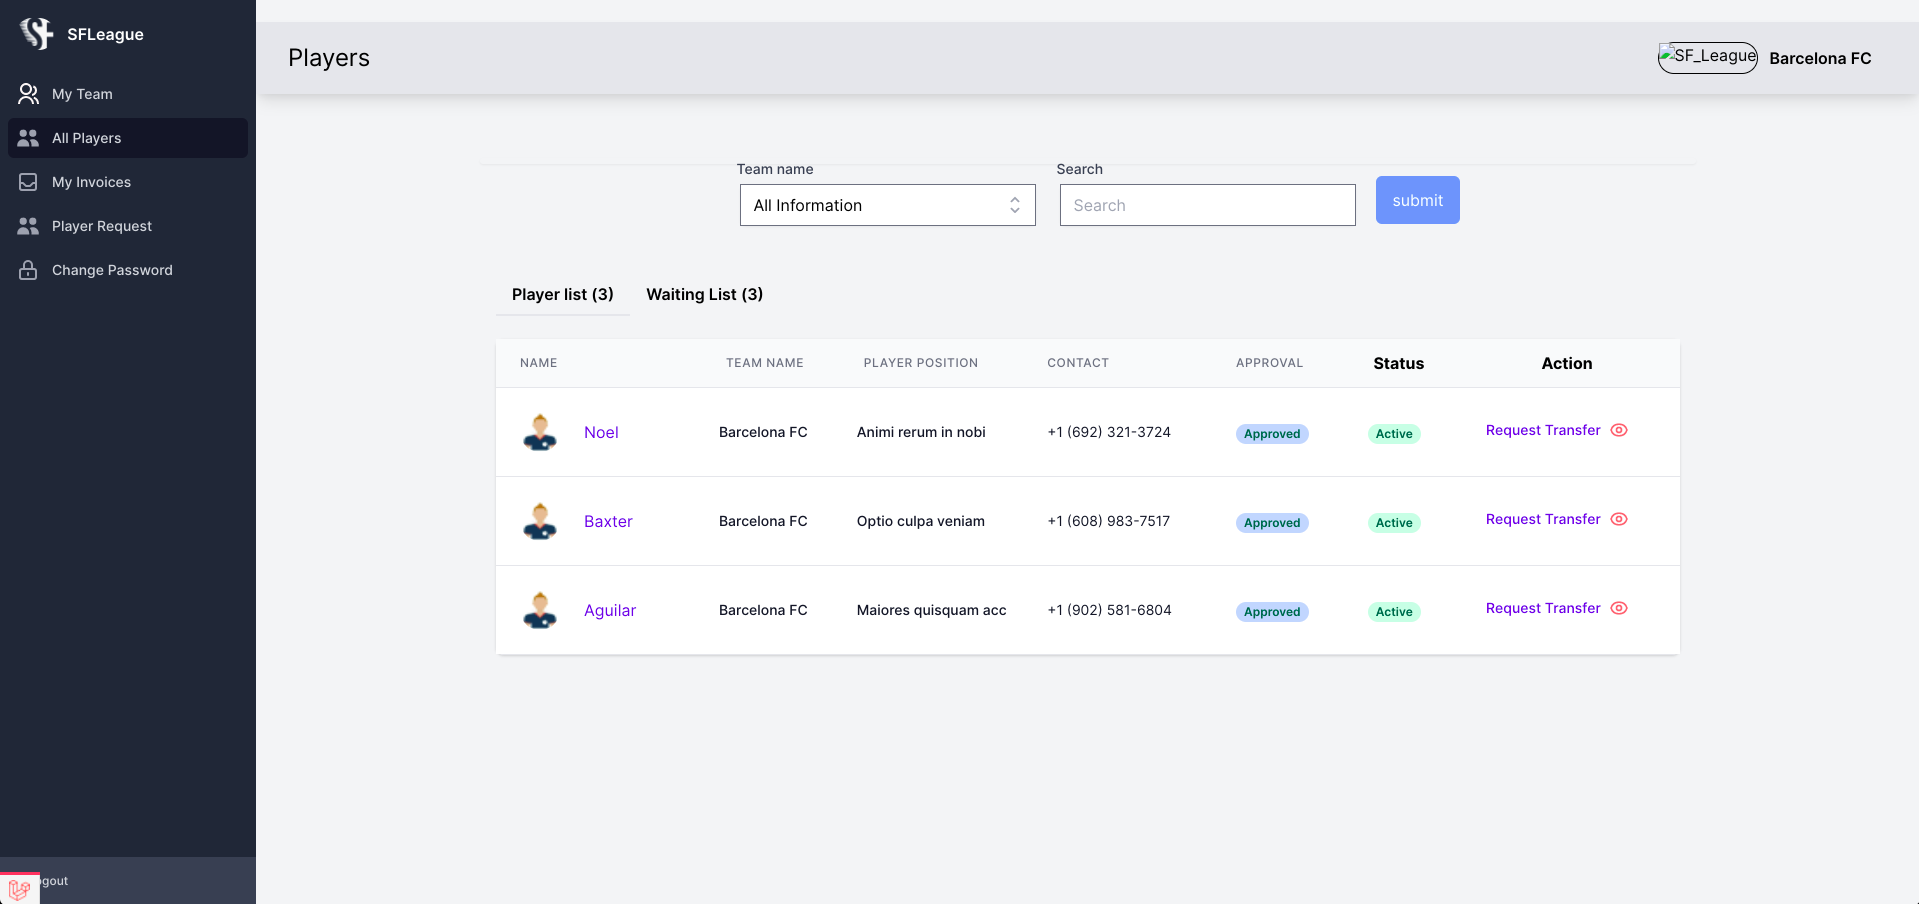 SFLeague
My Team
All Players
My Invoices
Player Request
Change Password
ogout
Players
SF_League
Barcelona FC
Team name
Search
All Information
Search
submit
Player list (3)
Waiting List (3)
NAME TEAM NAME PLAYER POSITION CONTACT APPROVAL Status Action
Noel Barcelona FC Animi rerum in nobi +1 (692) 321-3724 Approved Active Request Transfer
Baxter Barcelona FC Optio culpa veniam +1 (608) 983-7517 Approved Active Request Transfer
Aguilar Barcelona FC Maiores quisquam acc +1 (902) 581-6804 Approved Active Request Transfer